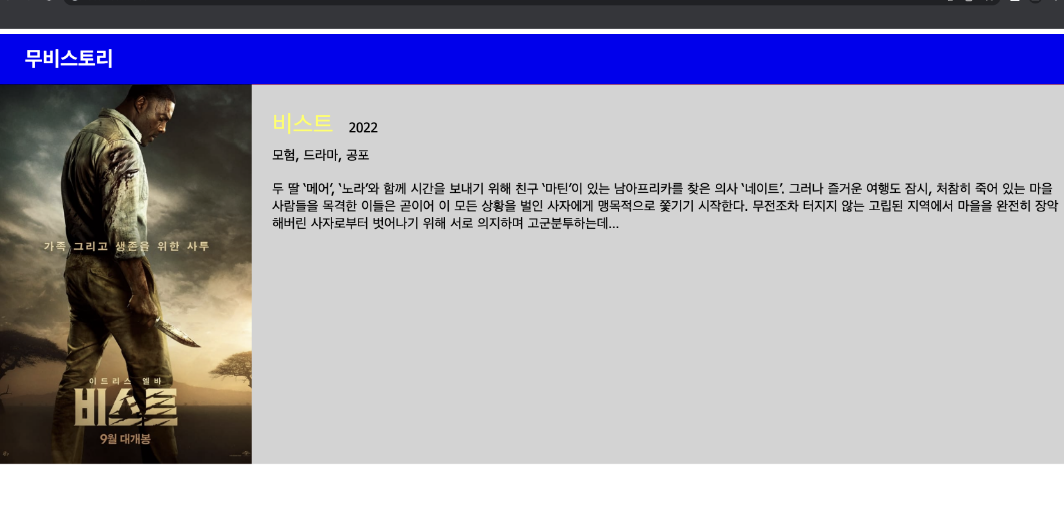 무비스토리
비스트 2022
모험, 드라마, 공포
두 딸 ‘메어’, ‘노라’와 함께 시간을 보내기 위해 친구 ‘마틴’이 있는 남아프리카를 찾은 의사 ‘네이트’. 그러나 즐거운 여행도 잠시, 처참히 죽어 있는 마을
사람들을 목격한 이들은 곧이어 이 모든 상황을 벌인 사자에게 맹목적으로 쫓기기 시작한다. 무전조차 터지지 않는 고립된 지역에서 마을을 완전히 장악
해버린 사자로부터 벗어나기 위해 서로 의지하며 고군분투하는데...
가족 그리고 생존을 위한 사투
이드리스 엘바
비스트
9월 대개봉